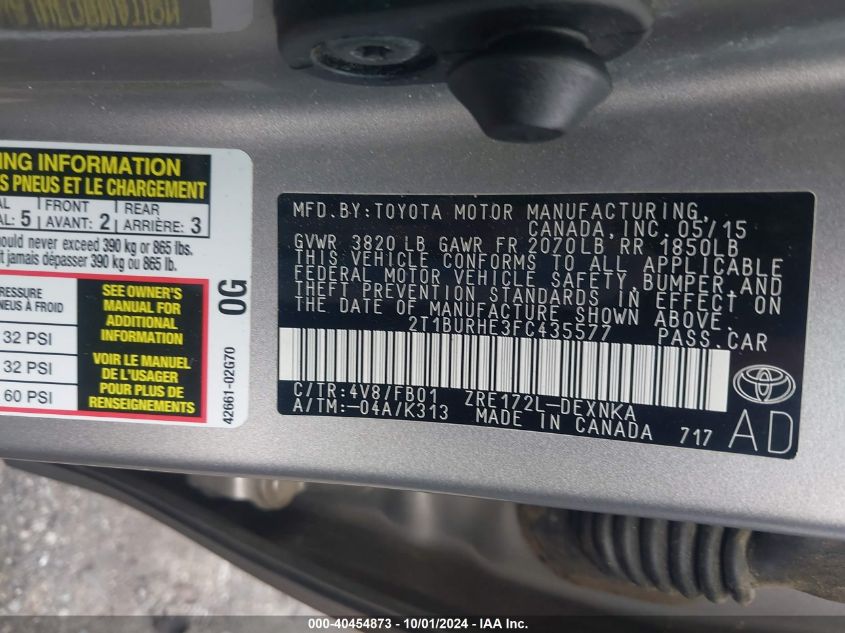 NG INFORMATION
S PNEUS ET LE CHARGEMENT
AL 5 FRONT 2 REAR 3
AL: AVANT: ARRIÈRE:
ould never exceed 390 kg or 865 lbs.
t jamais dépasser 390 kg ou 865 lb.
RESSURE
NEUS À FROID
32 PSI
32 PSI
60 PSI
SEE OWNER'S
MANUAL FOR
ADDITIONAL
INFORMATION
VOIR LE MANUEL
DE L'USAGER
POUR PLUS DE
RENSEIGNEMENTS
0G
42661-02G70
MFD.BY:TOYOTA MOTOR MANUFACTURING,
CANADA,INC.05/15
GVWR 3820 LB GAWR FR 2070LB RR 1850LB
THIS VEHICLE CONFORMS TO ALL APPLICABLE
FEDERAL MOTOR VEHICLE SAFETY,BUMPER,AND
THEFT PREVENTION STANDARDS IN EFFECT ON
THE DATE OF MANUFACTURE SHOWN ABOVE.
2T1BURHE3FC435577 PASS.CAR
C/TR:4V8/FB01 ZRE172L-DEXNKA
A/TM:-04A/K313 MADE IN CANADA 717
AD
TOYOTA
000-40454873 - 10/01/2024 - IAA Inc.